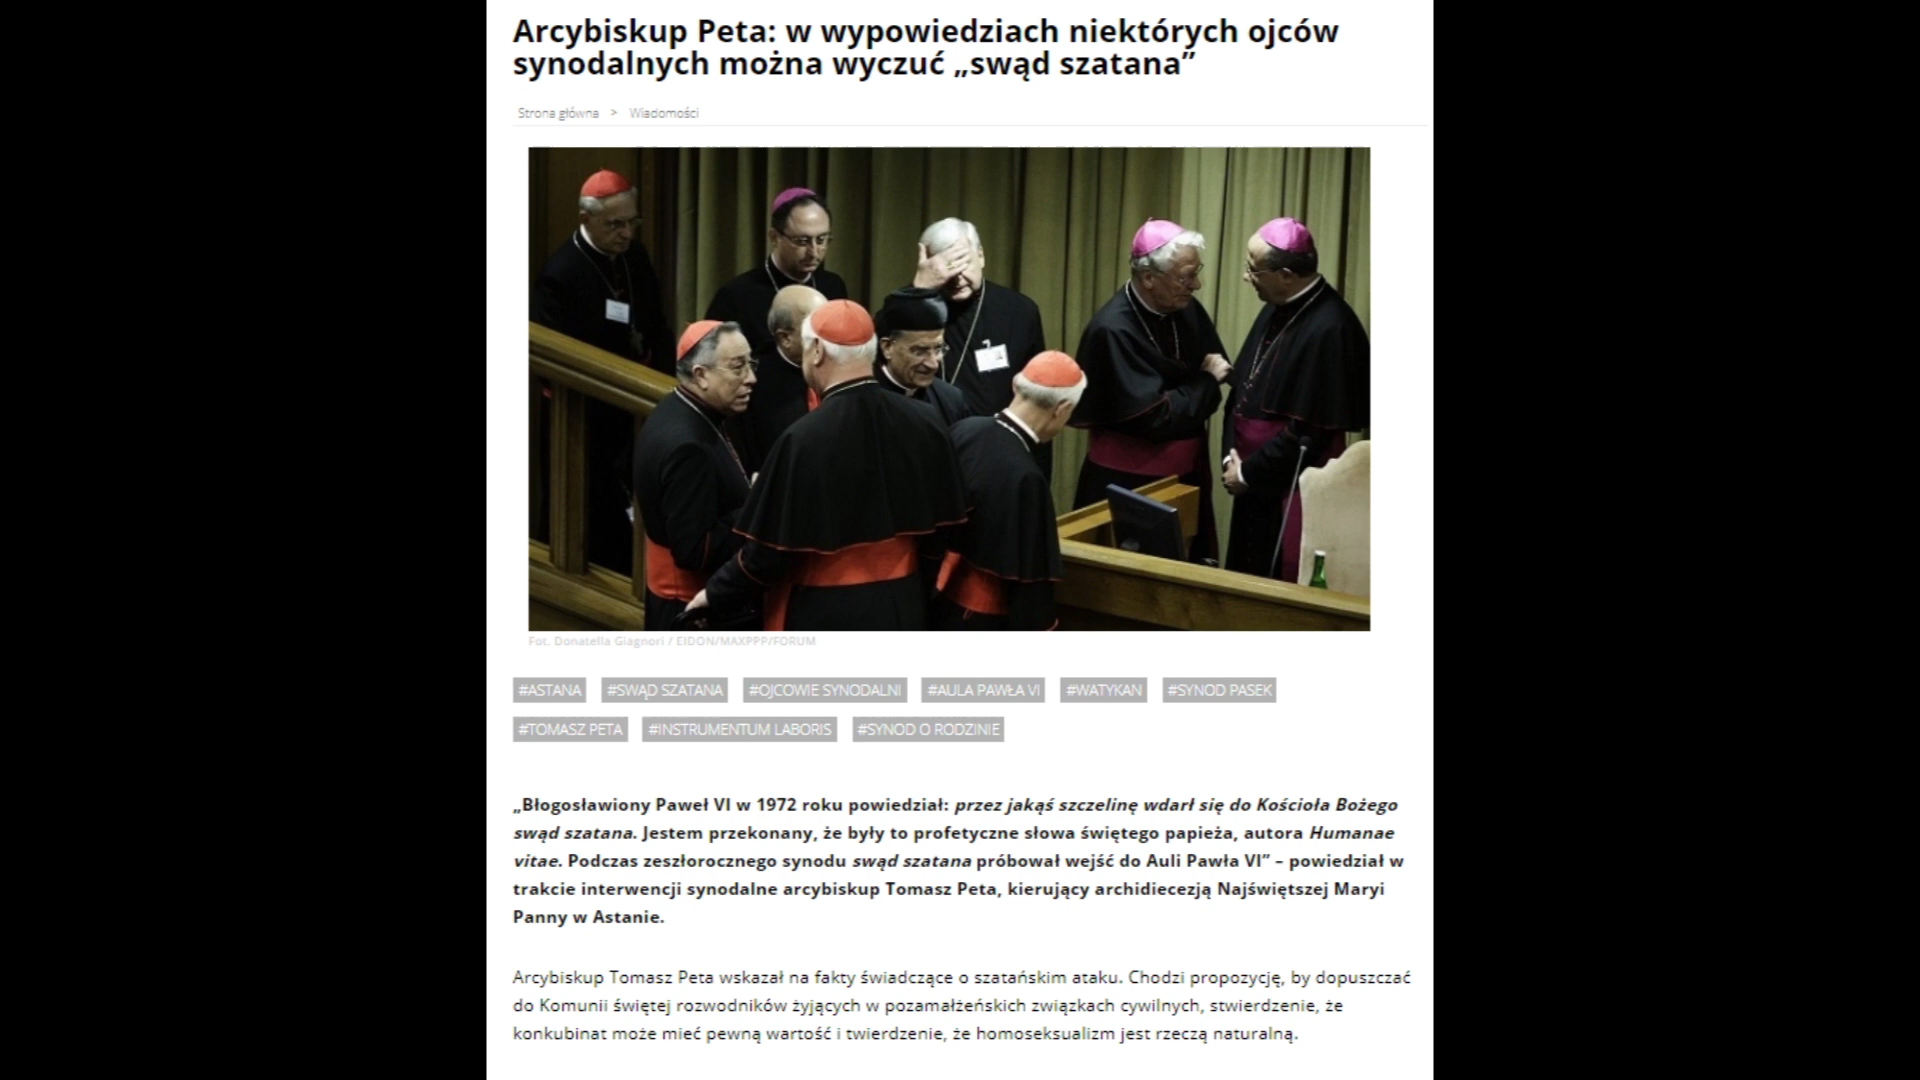 Arcybiskup Peta: w wypowiedziach niektórych ojców
synodalnych można wyczuć „swąd szatana”
Strona główna > Wiadomości
Fot. Donatella Giagnori / EIDON/MAXPPP/FORUM
#ASTANA #SWĄD SZATANA #OJCOWIE SYNODALNI #AULA PAWŁA VI #WATYKAN #SYNOD PASEK
#TOMASZ PETA #INSTRUMENTUM LABORIS #SYNOD O RODZINIE
„Błogosławiony Paweł VI w 1972 roku powiedział: przez jakąś szczelinę wdarł się do Kościoła Bożego
swąd szatana. Jestem przekonany, że były to profetyczne słowa świętego papieża, autora Humanae
vitae. Podczas zeszłorocznego synodu swąd szatana próbował wejść do Auli Pawła VI” – powiedział w
trakcie interwencji synodalne arcybiskup Tomasz Peta, kierujący archidiecezją Najświętszej Maryi
Panny w Astanie.
Arcybiskup Tomasz Peta wskazał na fakty świadczące o szatańskim ataku. Chodzi propozycję, by dopuszczać
do Komunii świętej rozwodników żyjących w pozamałżeńskich związkach cywilnych, stwierdzenie, że
konkubinat może mieć pewną wartość i twierdzenie, że homoseksualizm jest rzeczą naturalną.